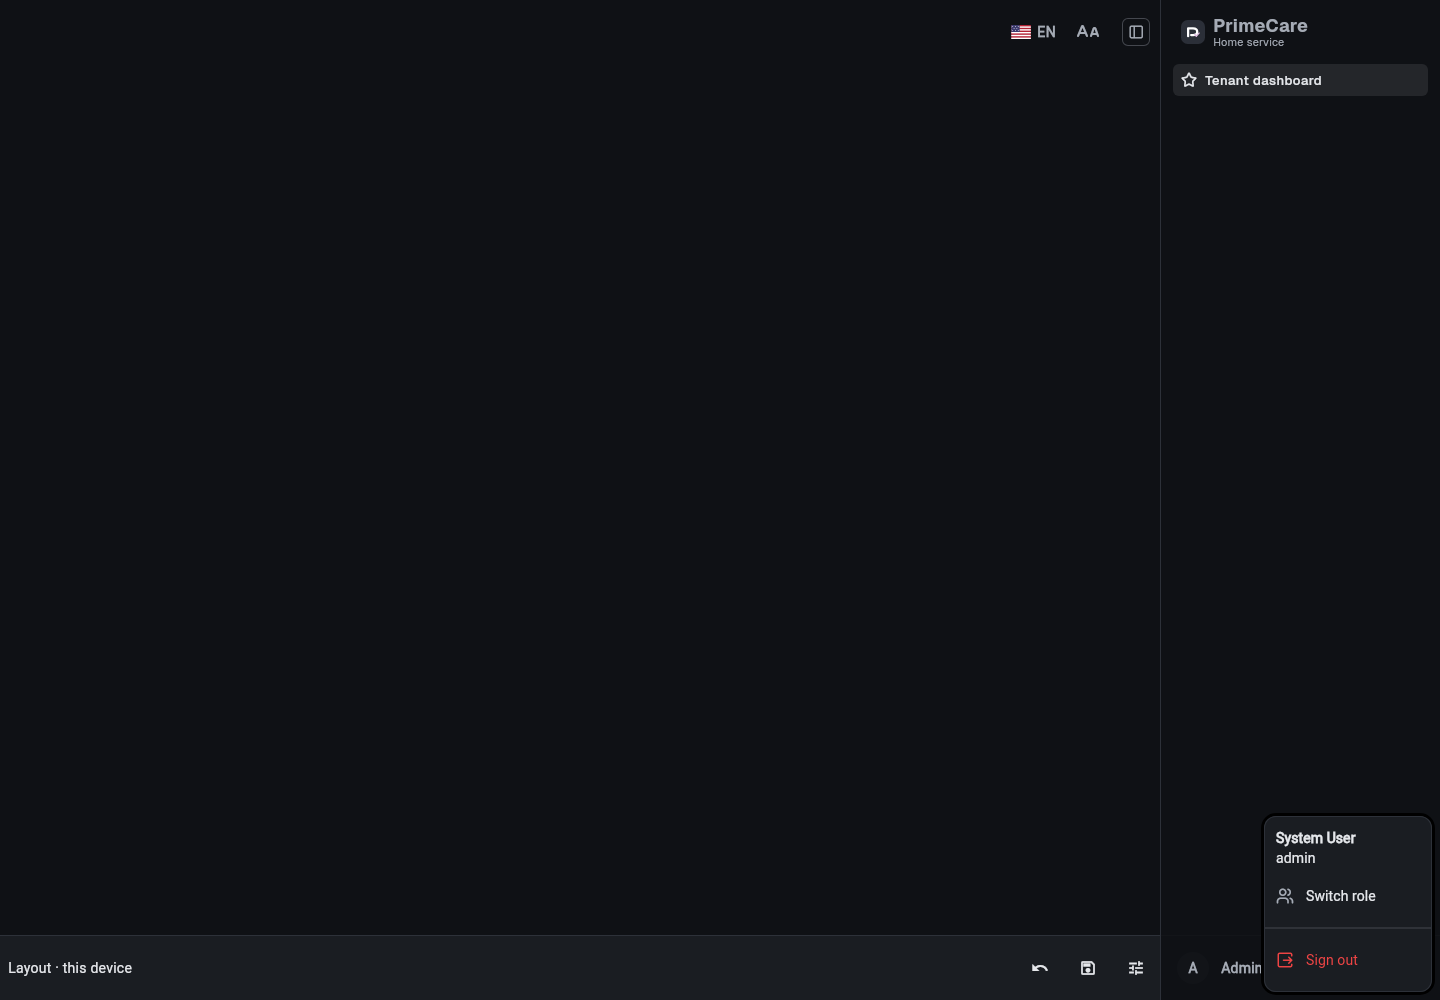 EN
AA
PrimeCare
Home service
Tenant dashboard
System User
admin
Switch role
Sign out
Layout · this device
A
Admin